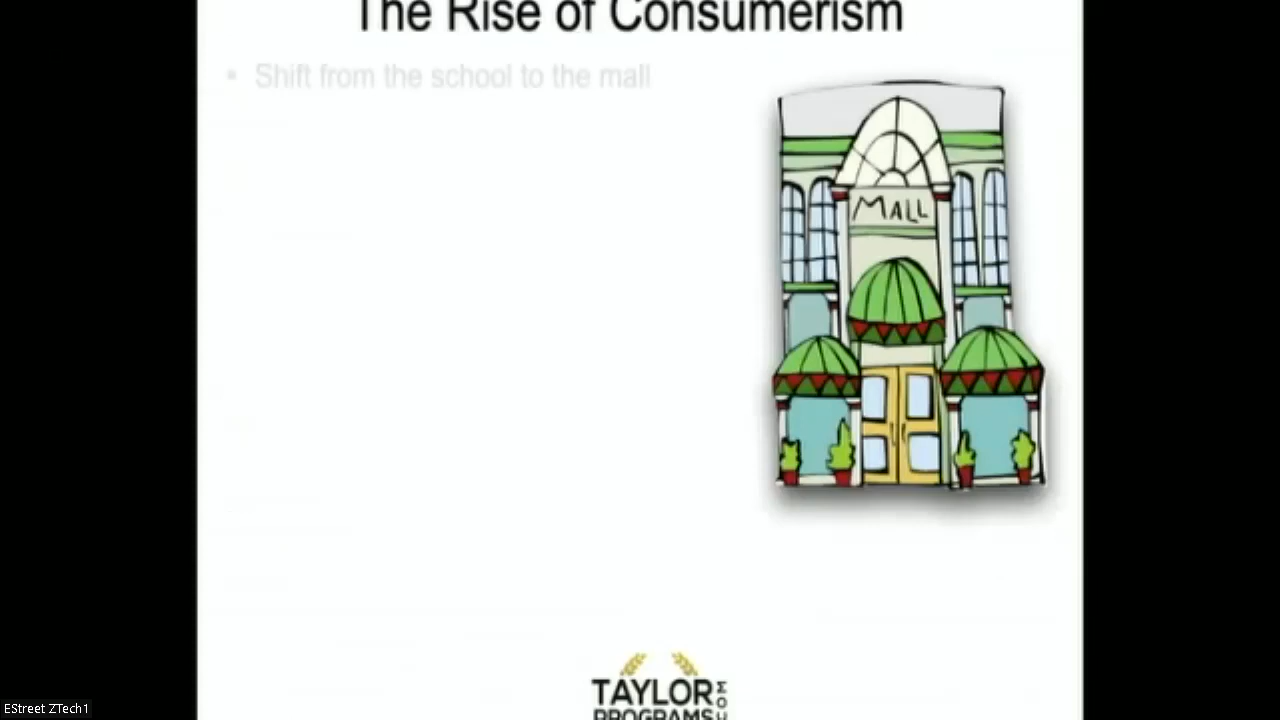 The Rise of Consumerism
• Shift from the school to the mall
MALL
TAYLOR
PROGRAMS
EStreet ZTech1